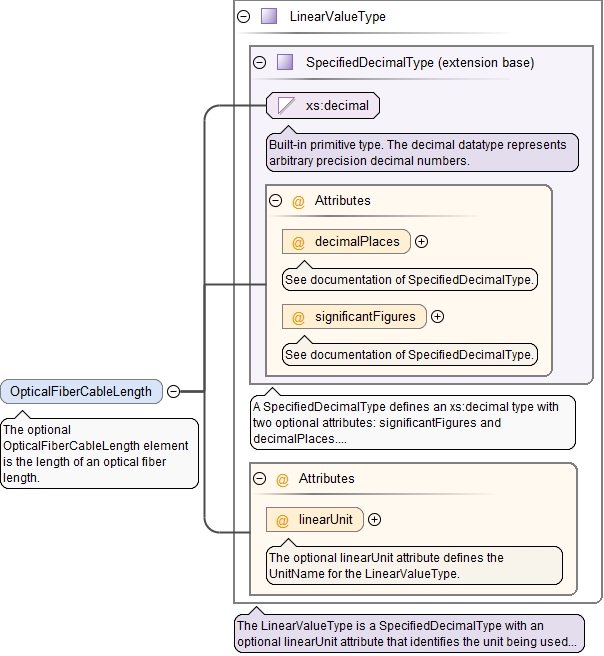 LinearValueType
SpecifiedDecimalType (extension base)
xs:decimal
Built-in primitive type. The decimal datatype represents
arbitrary precision decimal numbers.
@ Attributes
@ decimalPlaces
See documentation of SpecifiedDecimalType.
@ significantFigures
See documentation of SpecifiedDecimalType.
OpticalFiberCableLength
The optional
OpticalFiberCableLength element
is the length of an optical fiber
length.
A SpecifiedDecimalType defines an xs:decimal type with
two optional attributes: significantFigures and
decimalPlaces....
@ Attributes
@ linearUnit
The optional linearUnit attribute defines the
UnitName for the LinearValueType.
The LinearValueType is a SpecifiedDecimalType with an
optional linearUnit attribute that identifies the unit being used...